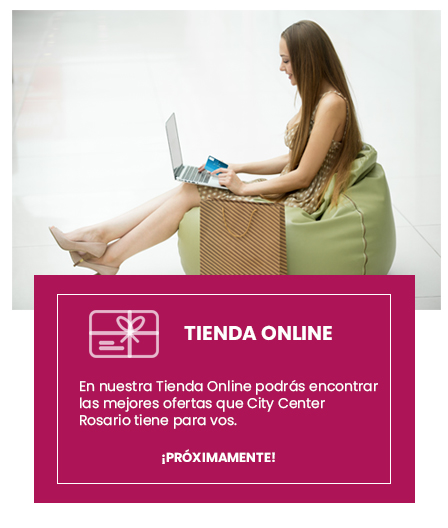 TIENDA ONLINE
En nuestra Tienda Online podrás encontrar
las mejores ofertas que City Center
Rosario tiene para vos.
¡PRÓXIMAMENTE!